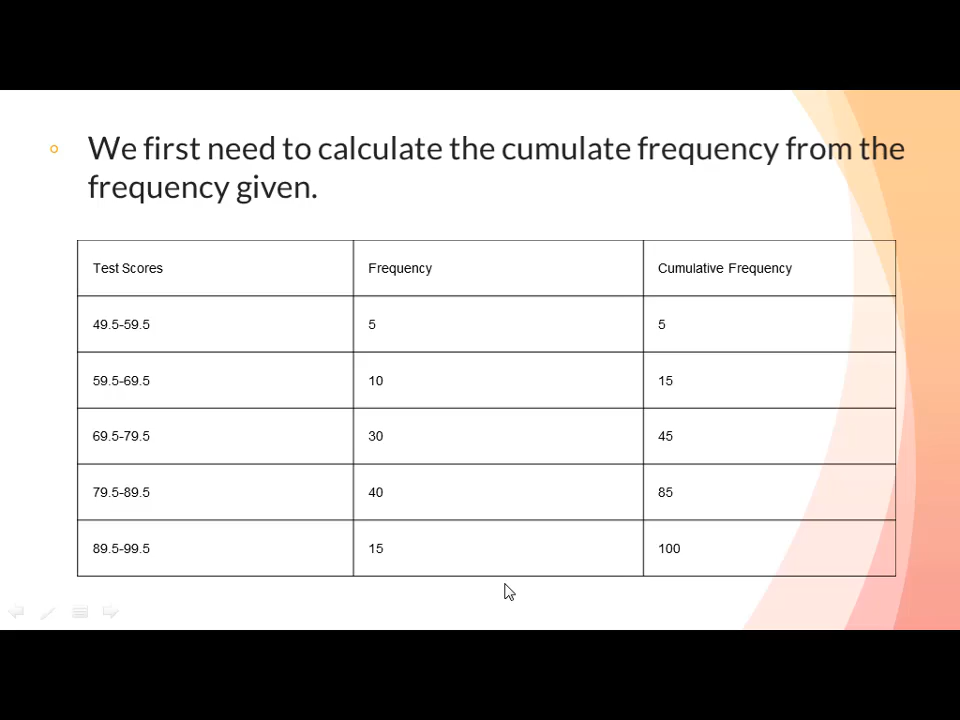 We first need to calculate the cumulate frequency from the
frequency given.
Test Scores Frequency Cumulative Frequency
49.5-59.5 5 5
59.5-69.5 10 15
69.5-79.5 30 45
79.5-89.5 40 85
89.5-99.5 15 100